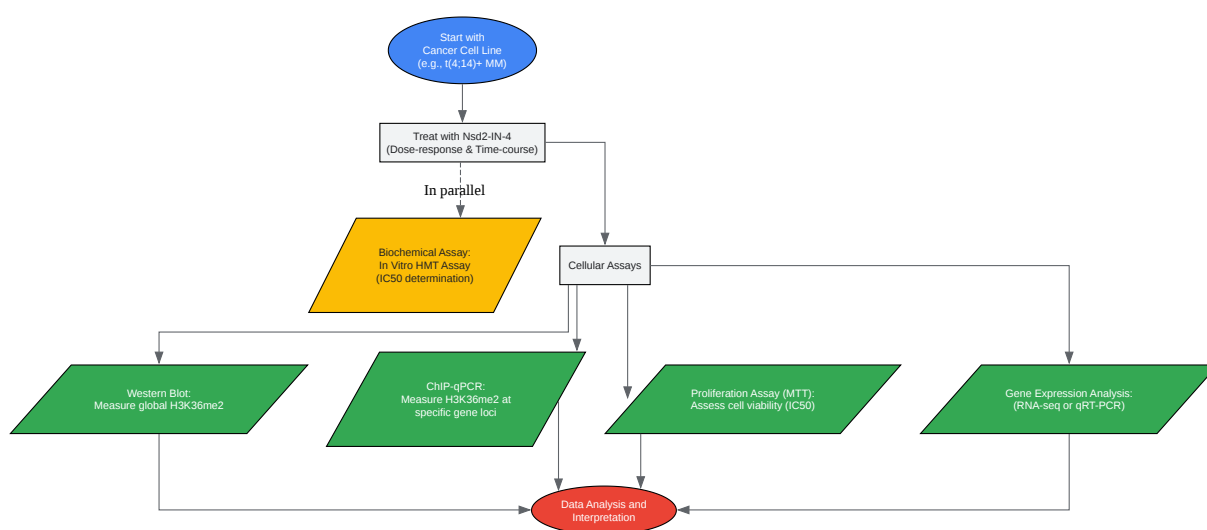 Start with
Cancer Cell Line
(e.g., t(4;14)+ MM)
Treat with Nsd2-IN-4
(Dose-response & Time-course)
In parallel
Biochemical Assay:
In Vitro HMT Assay
(IC50 determination)
Cellular Assays
Western Blot:
Measure global H3K36me2
ChIP-qPCR:
Measure H3K36me2 at
specific gene loci
Proliferation Assay (MTT):
Assess cell viability (IC50)
Gene Expression Analysis:
(RNA-seq or qRT-PCR)
Data Analysis and
Interpretation